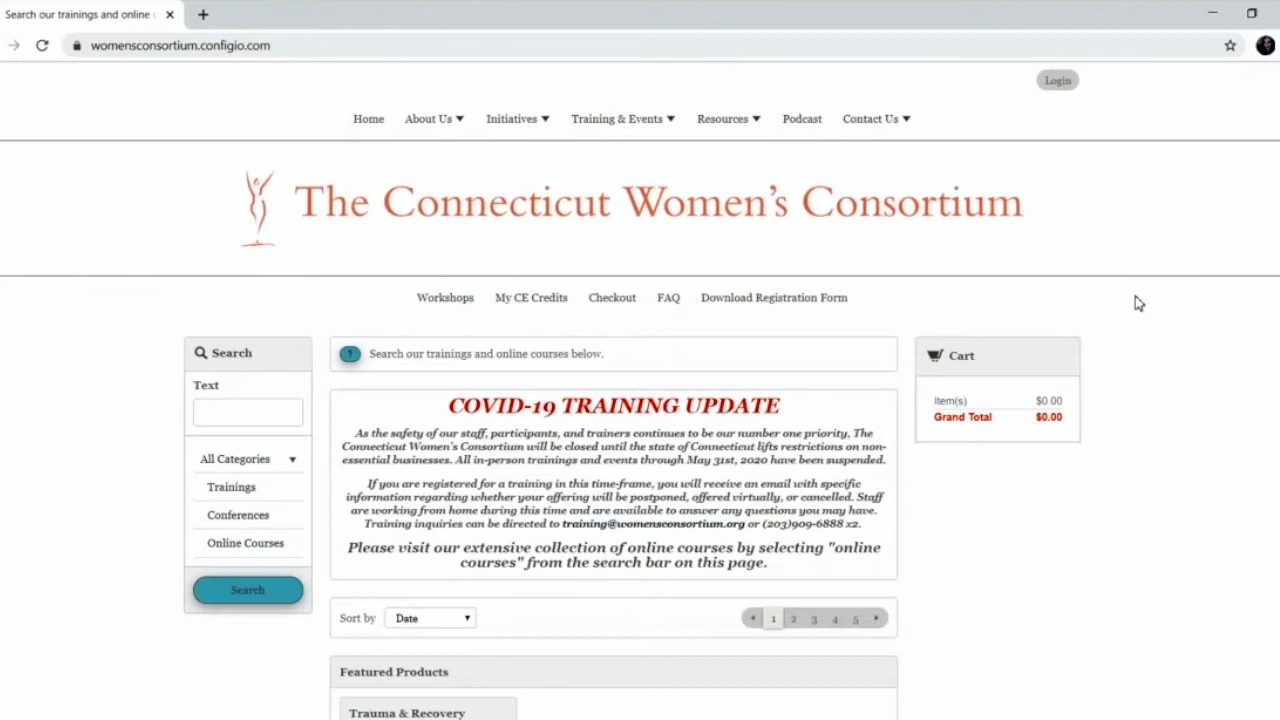 Search our trainings and online
womensconsortium.configio.com
Login
Home About Us Initiatives Training & Events Resources Podcast Contact Us
The Connecticut Women's Consortium
Workshops My CE Credits Checkout FAQ Download Registration Form
Search
Text
All Categories
Trainings
Conferences
Online Courses
Search
? Search our trainings and online courses below.
COVID-19 TRAINING UPDATE
As the safety of our staff, participants, and trainers continues to be our number one priority, The
Connecticut Women's Consortium will be closed until the state of Connecticut lifts restrictions on non-
essential businesses. All in-person trainings and events through May 31st, 2020 have been suspended.
If you are registered for a training in this time-frame, you will receive an email with specific
information regarding whether your offering will be postponed, offered virtually, or cancelled. Staff
are working from home during this time and are available to answer any questions you may have.
Training inquiries can be directed to training@womensconsortium.org or (203)909-6888 x2.
Please visit our extensive collection of online courses by selecting "online
courses" from the search bar on this page.
Sort by Date
1 2 3 4 5
Featured Products
Trauma & Recovery
Cart
Item(s) $0.00
Grand Total $0.00